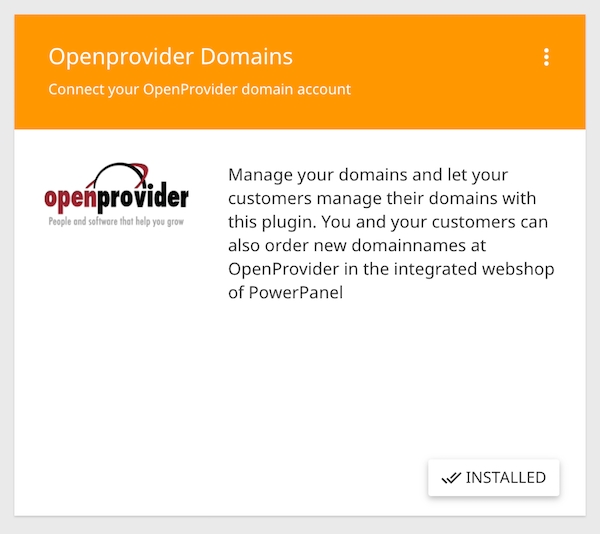 Openprovider Domains
Connect your OpenProvider domain account
openprovider
People and software that help you grow
Manage your domains and let your
customers manage their domains with
this plugin. You and your customers can
also order new domainnames at
OpenProvider in the integrated webshop
of PowerPanel
INSTALLED